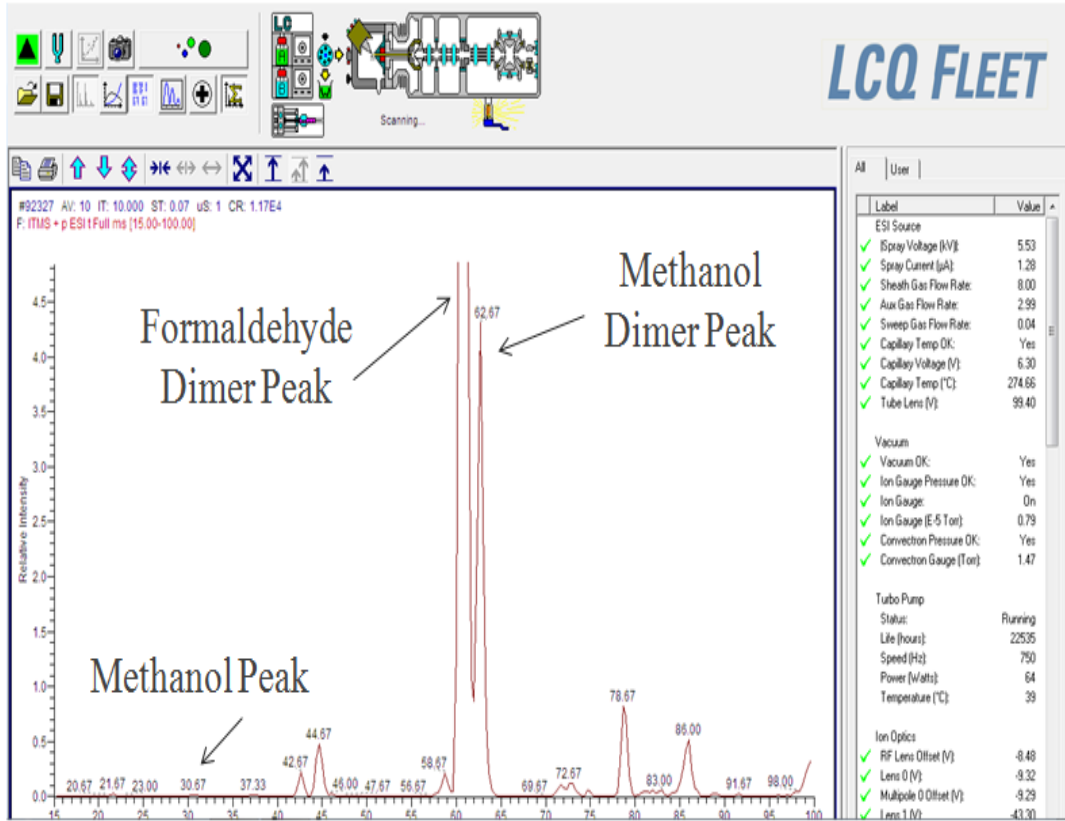 LC
A
B
Scanning...
LCQ FLEET
#92327 AV: 10 IT: 10.000 ST: 0.07 uS: 1 CR: 1.17E4
F: ITMS + p ESI t Full ms [15.00-100.00]
Formaldehyde
Dimer Peak
Methanol
Dimer Peak
Methanol Peak
Relative Intensity
4.5
4.0
3.5
3.0
2.5
2.0
1.5
1.0
0.5
0.0
62.67
20.67
21.67
23.00
30.67
37.33
42.67
44.67
46.00
47.67
56.67
58.67
69.67
72.67
78.67
83.00
86.00
91.67
98.00
15 20 25 30 35 40 45 50 55 60 65 70 75 80 85 90 95 100
All User
Label Value
ESI Source
Spray Voltage (kV): 5.53
Spray Current (µA): 1.28
Sheath Gas Flow Rate: 8.00
Aux Gas Flow Rate: 2.99
Sweep Gas Flow Rate: 0.04
Capillary Temp OK: Yes
Capillary Voltage (V): 6.30
Capillary Temp (°C): 274.66
Tube Lens (V): 99.40
Vacuum
Vacuum OK: Yes
Ion Gauge Pressure OK: Yes
Ion Gauge: On
Ion Gauge (E-5 Torr): 0.79
Convectron Pressure OK: Yes
Convectron Gauge (Torr): 1.47
Turbo Pump
Status: Running
Life (hours): 22535
Speed (Hz): 750
Power (Watts): 64
Temperature (°C): 39
Ion Optics
RF Lens Offset (V): -8.48
Lens 0 (V): -9.32
Multipole 0 Offset (V): -9.29
Lens 1 (V): -43.30